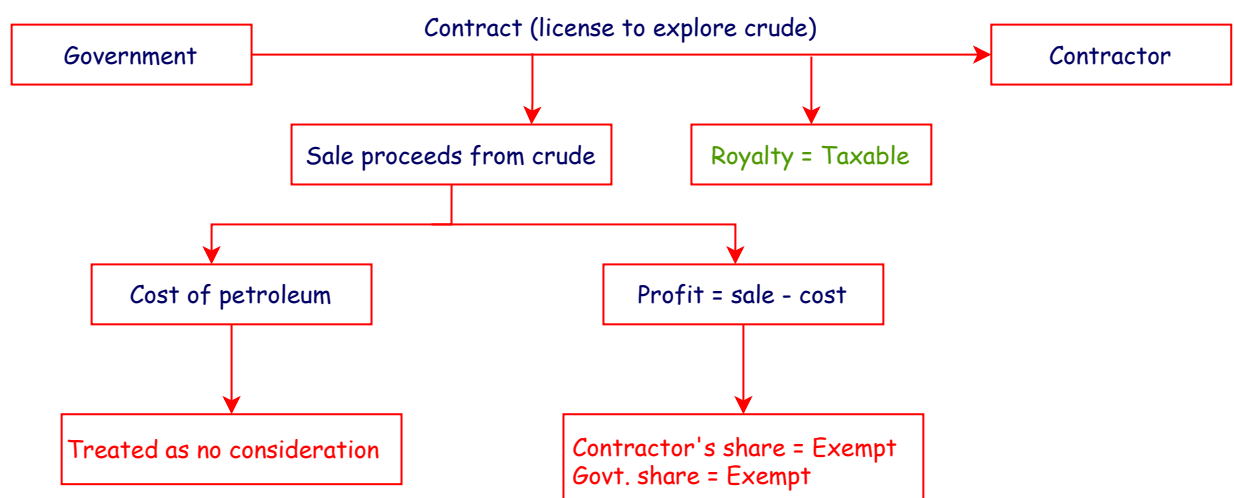 Contract (license to explore crude)
Government
Contractor
Sale proceeds from crude
Royalty = Taxable
Cost of petroleum
Profit = sale - cost
Treated as no consideration
Contractor's share = Exempt
Govt. share = Exempt